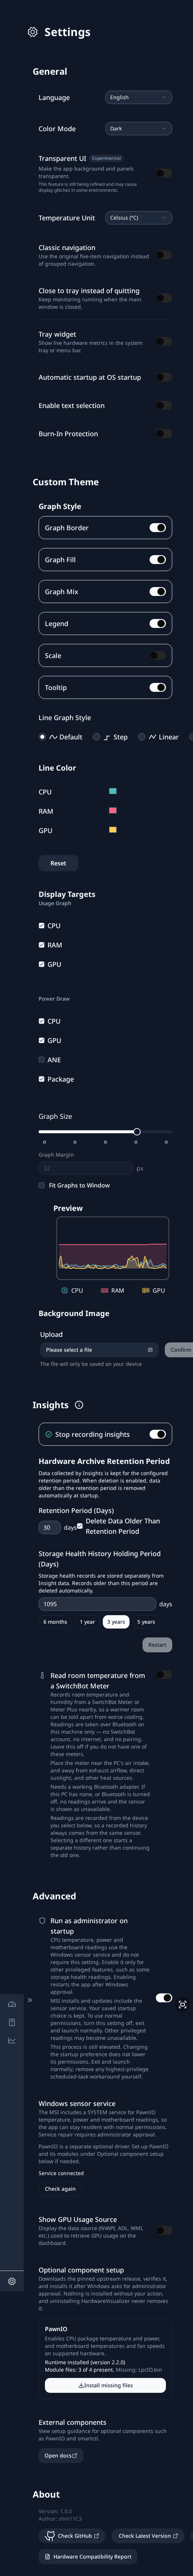 Settings
General
Language
English
Color Mode
Dark
Transparent UI
Experimental
Make the app background and panels
transparent.
This feature is still being refined and may cause
display glitches in some environments.
Temperature Unit
Celsius (°C)
Classic navigation
Use the original five-item navigation instead
of grouped navigation.
Close to tray instead of quitting
Keep monitoring running when the main
window is closed.
Tray widget
Show live hardware metrics in the system
tray or menu bar.
Automatic startup at OS startup
Enable text selection
Burn-In Protection
Custom Theme
Graph Style
Graph Border
Graph Fill
Graph Mix
Legend
Scale
Tooltip
Line Graph Style
Default
Step
Linear
Line Color
CPU
RAM
GPU
Reset
Display Targets
Usage Graph
CPU
RAM
GPU
Power Draw
CPU
GPU
ANE
Package
Graph Size
Graph Margin
32
px
Fit Graphs to Window
Preview
CPU
RAM
GPU
Background Image
Upload
Please select a file
Confirm
The file will only be saved on your device
Insights
Stop recording insights
Hardware Archive Retention Period
Data collected by Insights is kept for the configured
retention period. When retention is enabled, data
older than the retention period is removed
automatically at startup.
Retention Period (Days)
30
days
Delete Data Older Than
Retention Period
Storage Health History Holding Period
(Days)
Storage health records are stored separately from
Insight data. Records older than this period are
deleted automatically.
1095
days
6 months
1 year
3 years
5 years
Restart
Read room temperature from
a SwitchBot Meter
Records room temperature and
humidity from a SwitchBot Meter or
Meter Plus nearby, so a warmer room
can be told apart from worse cooling.
Readings are taken over Bluetooth on
this machine only — no SwitchBot
account, no internet, and no pairing.
Leave this off if you do not have one of
these meters.
Place the meter near the PC's air intake,
and away from exhaust airflow, direct
sunlight, and other heat sources.
Needs a working Bluetooth adapter. If
this PC has none, or Bluetooth is turned
off, no readings arrive and the sensor
is shown as unavailable.
Readings are recorded from the device
you select below, so a recorded history
always comes from the same sensor.
Selecting a different one starts a
separate history rather than continuing
the old one.
Advanced
Run as administrator on
startup
CPU temperature, power and
motherboard readings use the
Windows sensor service without
opening this setting. Enable it only for
other privileged features, such as some
storage health readings. Enabling
restarts the app after Windows
approval.
MSI installs and updates include the
sensor service. Your saved startup
choice is kept. To use normal
permissions, turn this setting off, exit
and launch normally. Other privileged
readings may become unavailable.
This process is still elevated. Changing
the startup preference does not lower
its permissions. Exit and launch
normally; remove any highest-privilege
scheduled-task workaround yourself.
Windows sensor service
The MSI includes a SYSTEM service for PawnIO
temperature, power and motherboard readings, so
the app can stay resident with normal permissions.
Service repair requires administrator approval.
PawnIO is a separate optional driver. Set up PawnIO
and its modules under Optional component setup
below if needed.
Service connected
Check again
Show GPU Usage Source
Display the data source (NVAPI, ADL, WMI,
etc.) used to retrieve GPU usage on the
dashboard.
Optional component setup
Downloads the pinned upstream release, verifies it,
and installs it after Windows asks for administrator
approval. Nothing is installed without your action,
and uninstalling HardwareVisualizer never removes
it.
PawnIO
Enables CPU package temperature and power,
and motherboard temperatures and fan speeds
on supported hardware.
Runtime installed (version 2.2.0)
Module files: 3 of 4 present. Missing: LpcIO.bin
Install missing files
External components
View setup guidance for optional components such
as PawnIO and smartctl.
Open docs
About
Version: 1.0.0
Author: shm11C3
Check GitHub
Check Latest Version
Hardware Compatibility Report